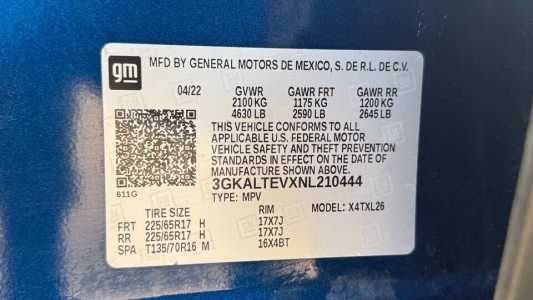 gm
MFD BY GENERAL MOTORS DE MEXICO, S. DE R.L. DE C.V.
04/22 GVWR GAWR FRT GAWR RR
2100 KG 1175 KG 1200 KG
4630 LB 2590 LB 2645 LB
THIS VEHICLE CONFORMS TO ALL
APPLICABLE U.S. FEDERAL MOTOR
VEHICLE SAFETY AND THEFT PREVENTION
STANDARDS IN EFFECT ON THE DATE OF
MANUFACTURE SHOWN ABOVE.
3GKALTEVXNL210444
611G
TYPE: MPV
TIRE SIZE RIM MODEL: X4TXL26
FRT 225/65R17 H 17X7J
RR 225/65R17 H 17X7J
SPA T135/70R16 M 16X4BT